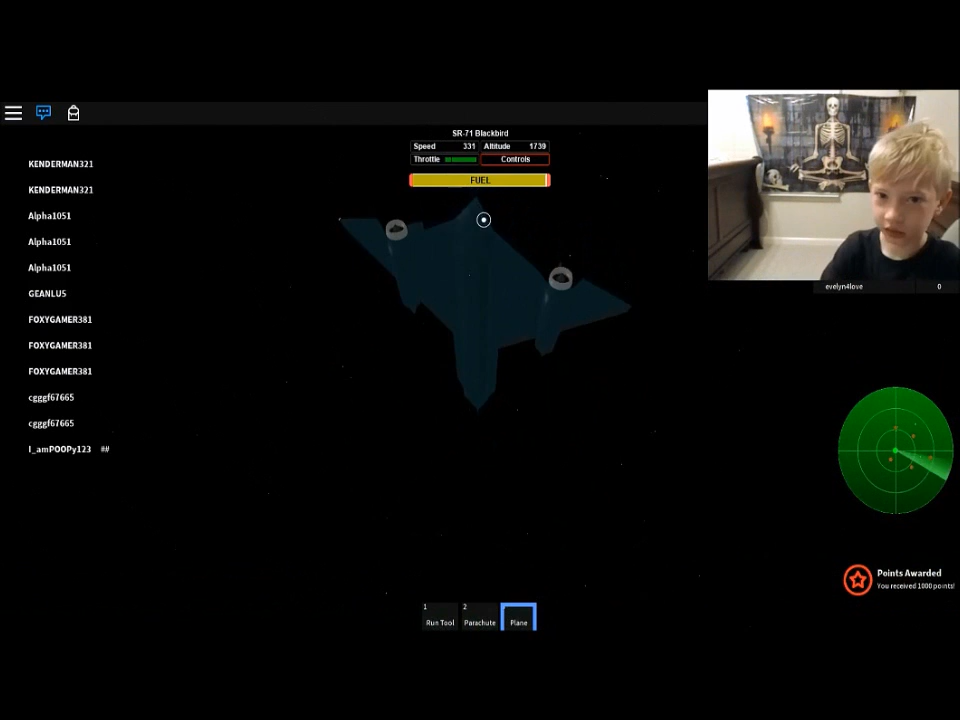 SR-71 Blackbird
Speed 331 Altitude 1739
Throttle Controls
FUEL
KENDERMAN321
KENDERMAN321
Alpha1051
Alpha1051
Alpha1051
GEANLU5
FOXYGAMER381
FOXYGAMER381
FOXYGAMER381
cgggf67665
cgggf67665
I_amPOOPy123 ##
evelyn4love 0
Points Awarded
You received 1000 points!
1 2
Run Tool Parachute Plane